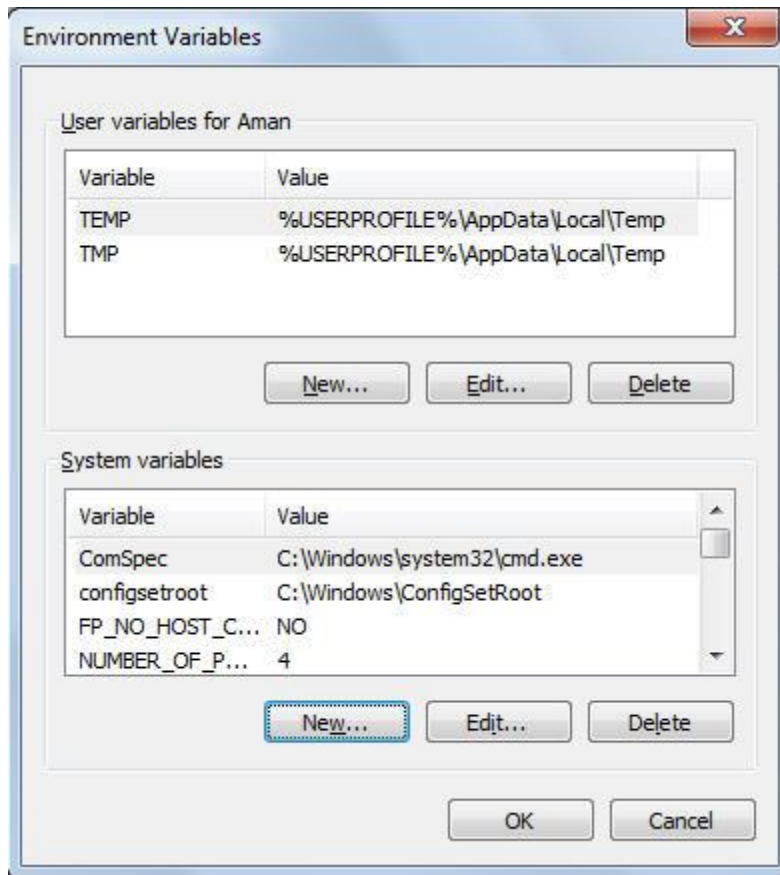 Environment Variables
User variables for Aman
Variable Value
TEMP %USERPROFILE%\AppData\Local\Temp
TMP %USERPROFILE%\AppData\Local\Temp
New... Edit... Delete
System variables
Variable Value
ComSpec C:\Windows\system32\cmd.exe
configsetroot C:\Windows\ConfigSetRoot
FP_NO_HOST_C... NO
NUMBER_OF_P... 4
New... Edit... Delete
OK Cancel